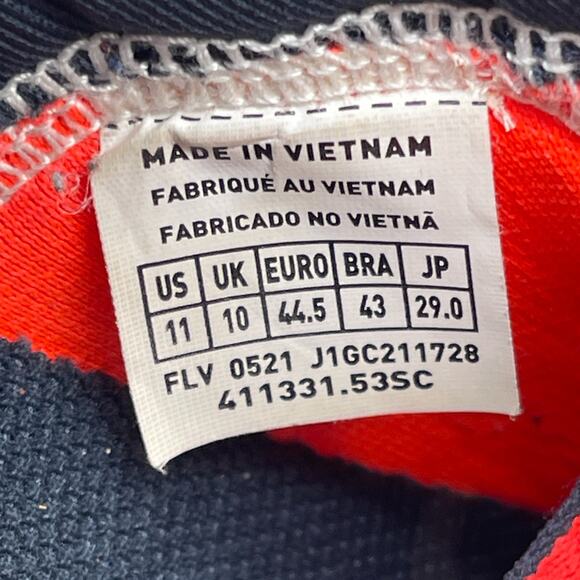 MADE IN VIETNAM
FABRIQUÉ AU VIETNAM
FABRICADO NO VIETNÃ
US UK EURO BRA JP
11 10 44.5 43 29.0
FLV 0521 J1GC211728
411331.53SC